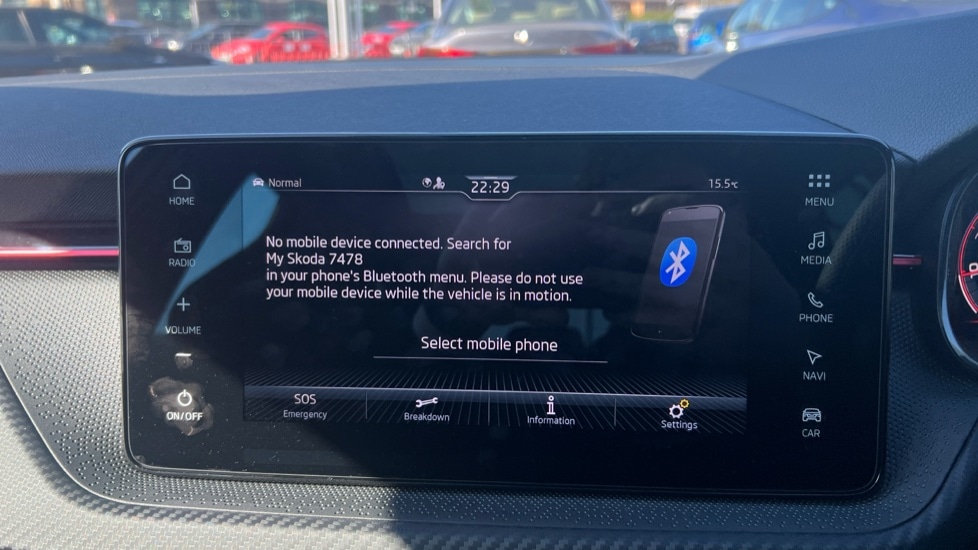 Normal
22:29
15.5°C
HOME
MENU
No mobile device connected. Search for
My Skoda 7478
in your phone's Bluetooth menu. Please do not use
your mobile device while the vehicle is in motion.
RADIO
MEDIA
VOLUME
PHONE
Select mobile phone
NAVI
ON/OFF
SOS
Emergency
Breakdown
Information
Settings
CAR